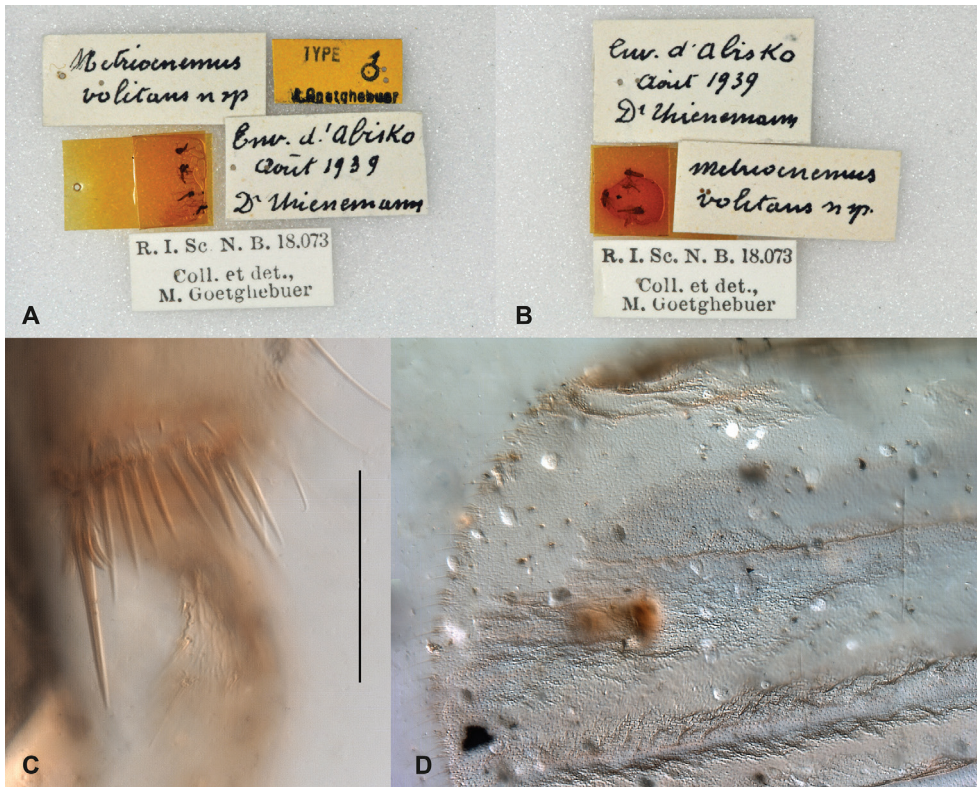 Metriocnemus
volitans n sp
TYPE
♂
M. Goetghebuer
Env. d'Abisko
Août 1939
Dr Thienemann
R. I. Sc. N. B. 18.073
Coll. et det.,
M. Goetghebuer
A
Env. d'Abisko
Août 1939
Dr Thienemann
Metriocnemus
volitans n sp.
R. I. Sc. N. B. 18.073
Coll. et det.,
M. Goetghebuer
B
C
D